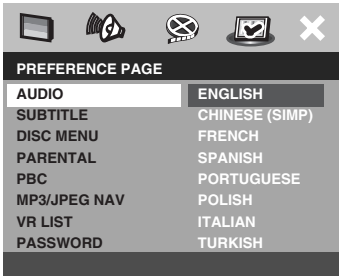 PREFERENCE PAGE
AUDIO ENGLISH
SUBTITLE CHINESE (SIMP)
DISC MENU FRENCH
PARENTAL SPANISH
PBC PORTUGUESE
MP3/JPEG NAV POLISH
VR LIST ITALIAN
PASSWORD TURKISH